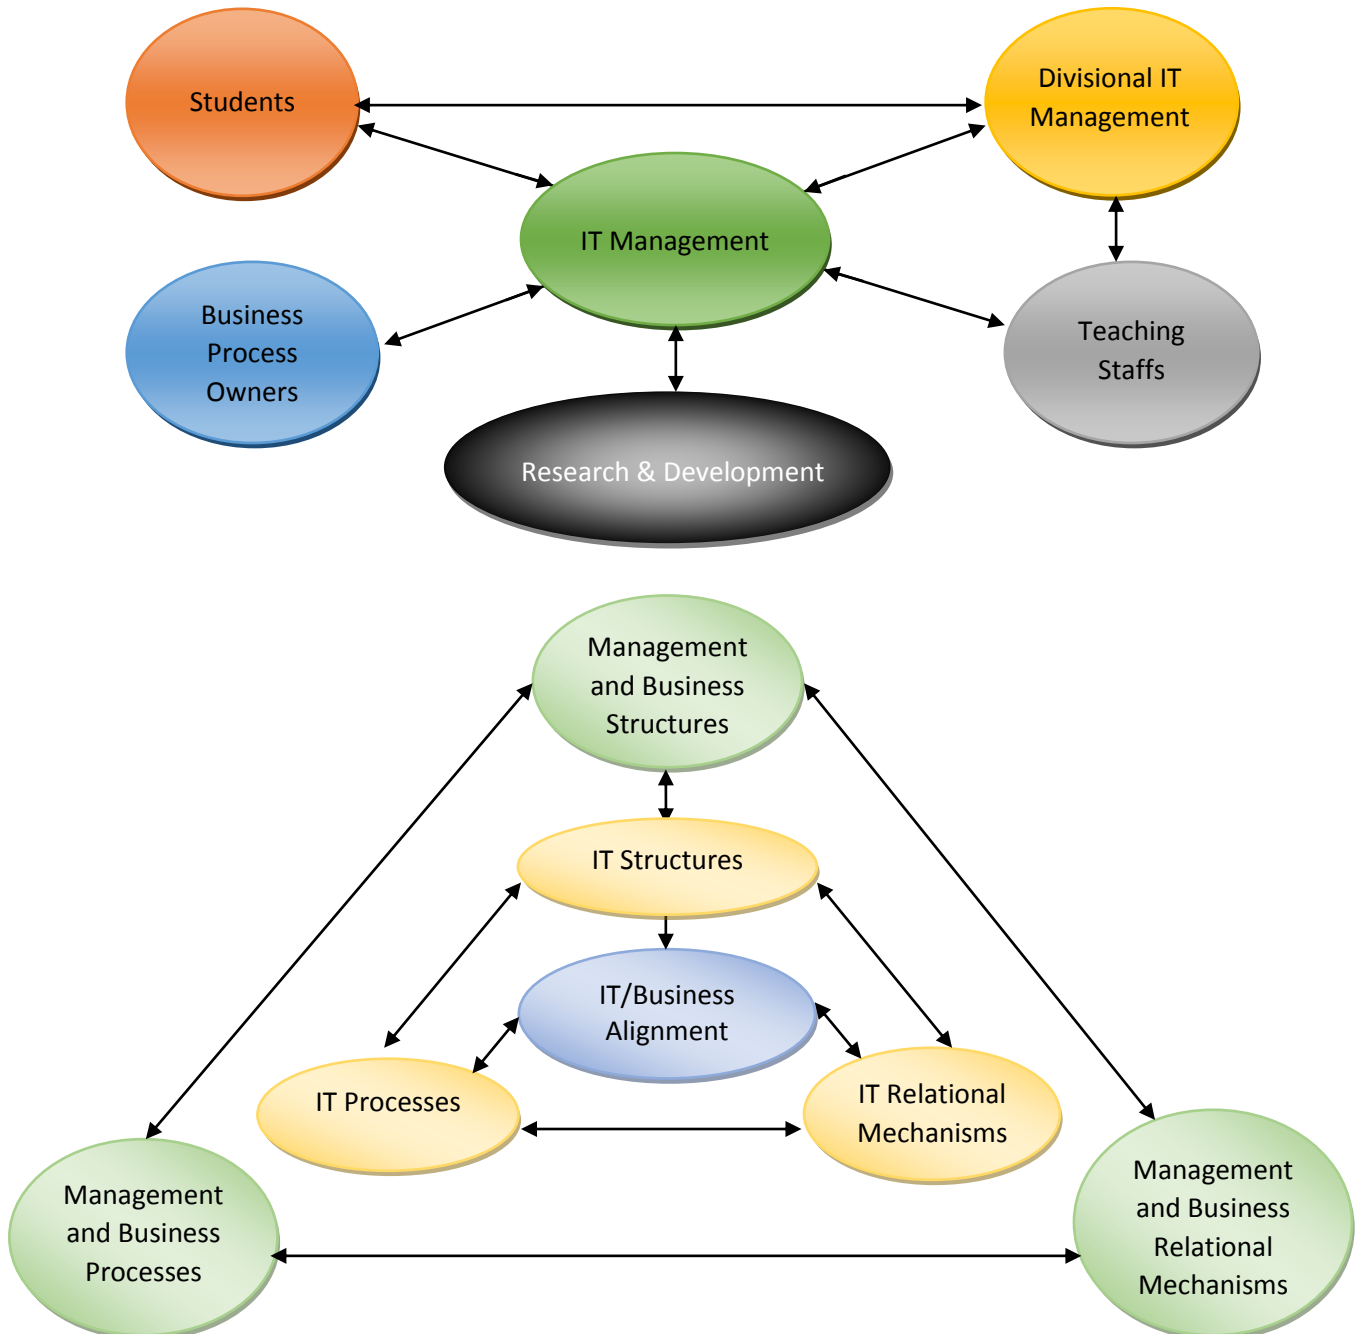 Students
Divisional IT
Management
IT Management
Business
Process
Owners
Teaching
Staffs
Research & Development
Management
and Business
Structures
IT Structures
IT/Business
Alignment
IT Processes
IT Relational
Mechanisms
Management
and Business
Processes
Management
and Business
Relational
Mechanisms